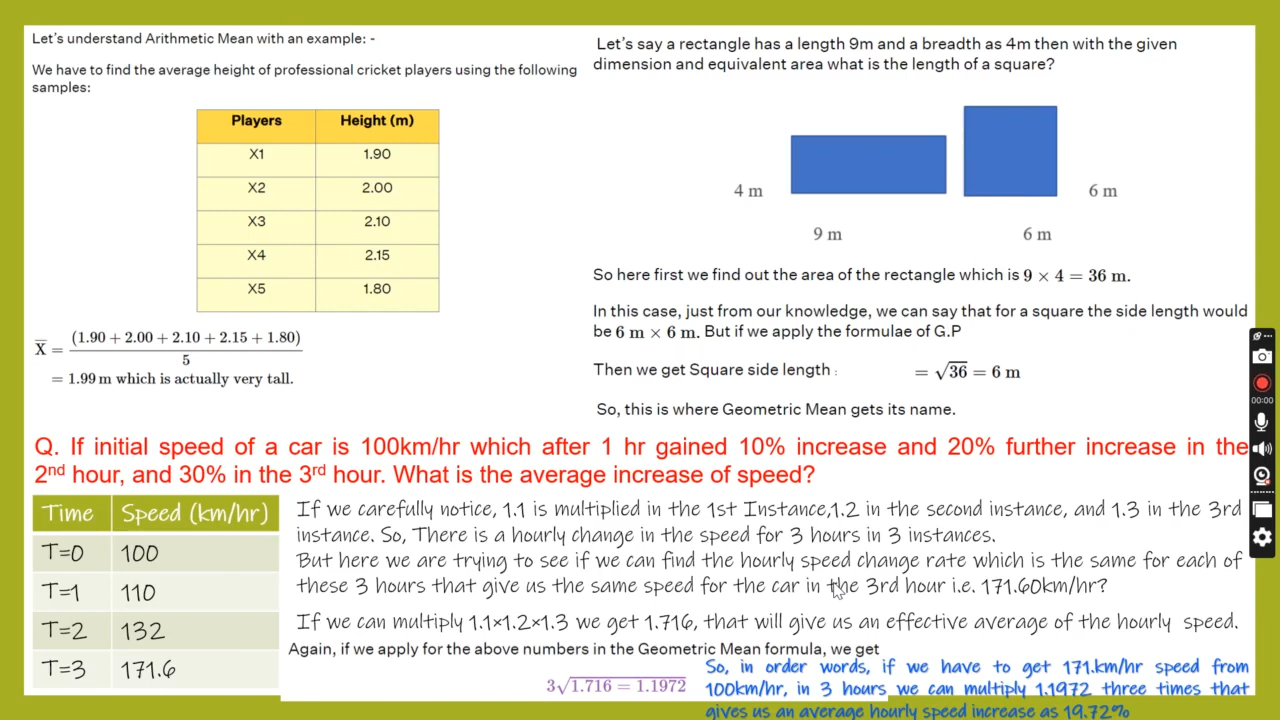 Let's understand Arithmetic Mean with an example: -
We have to find the average height of professional cricket players using the following
samples:
Players Height (m)
X1 1.90
X2 2.00
X3 2.10
X4 2.15
X5 1.80
X̅ = (1.90 + 2.00 + 2.10 + 2.15 + 1.80) / 5
= 1.99 m which is actually very tall.
Let's say a rectangle has a length 9m and a breadth as 4m then with the given
dimension and equivalent area what is the length of a square?
4 m
6 m
9 m
6 m
So here first we find out the area of the rectangle which is 9 × 4 = 36 m.
In this case, just from our knowledge, we can say that for a square the side length would
be 6 m × 6 m. But if we apply the formulae of G.P
Then we get Square side length : = √36 = 6 m
So, this is where Geometric Mean gets its name.
Q. If initial speed of a car is 100km/hr which after 1 hr gained 10% increase and 20% further increase in the
2nd hour, and 30% in the 3rd hour. What is the average increase of speed?
Time Speed (km/hr)
T=0 100
T=1 110
T=2 132
T=3 171.6
If we carefully notice, 1.1 is multiplied in the 1st Instance,1.2 in the second instance, and 1.3 in the 3rd
instance. So, There is a hourly change in the speed for 3 hours in 3 instances.
But here we are trying to see if we can find the hourly speed change rate which is the same for each of
these 3 hours that give us the same speed for the car in the 3rd hour i.e. 171.60km/hr?
If we can multiply 1.1×1.2×1.3 we get 1.716, that will give us an effective average of the hourly speed.
Again, if we apply for the above numbers in the Geometric Mean formula, we get
3√1.716 = 1.1972
So, in order words, if we have to get 171.km/hr speed from
100km/hr, in 3 hours we can multiply 1.1972 three times that
gives us an average hourly speed increase as 19.72%
00:00